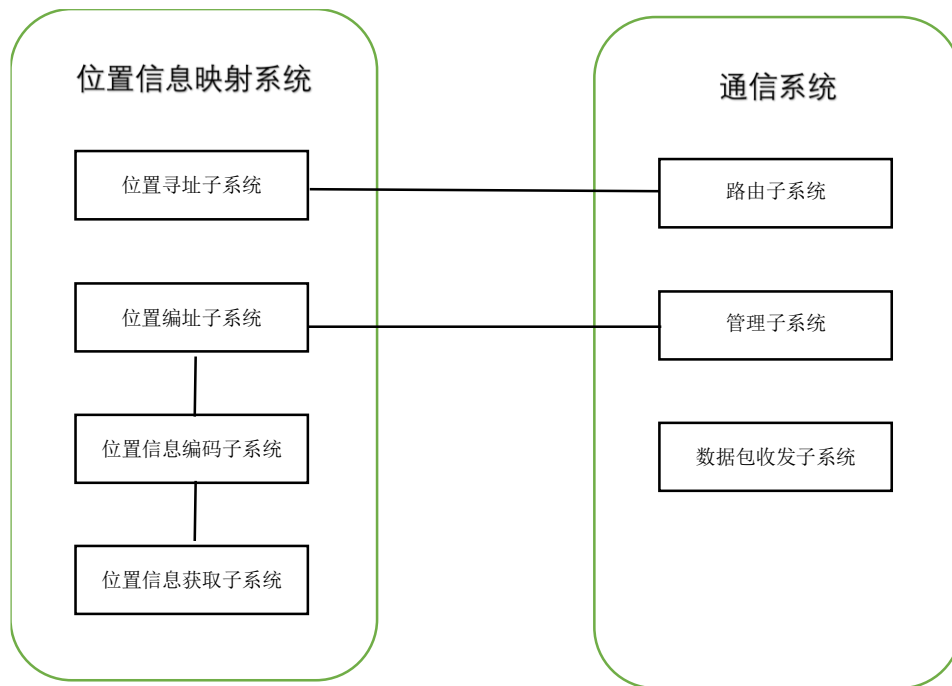 位置信息映射系统
位置寻址子系统
位置编址子系统
位置信息编码子系统
位置信息获取子系统
通信系统
路由子系统
管理子系统
数据包收发子系统